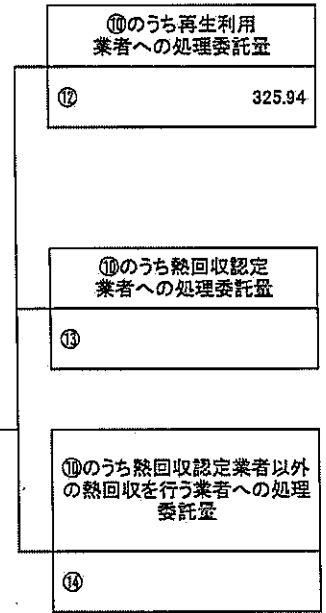 ⑩のうち再生利用
業者への処理委託量
⑫ 325.94
⑩のうち熱回収認定
業者への処理委託量
⑬
⑩のうち熱回収認定業者以外
の熱回収を行う業者への処理
委託量
⑭